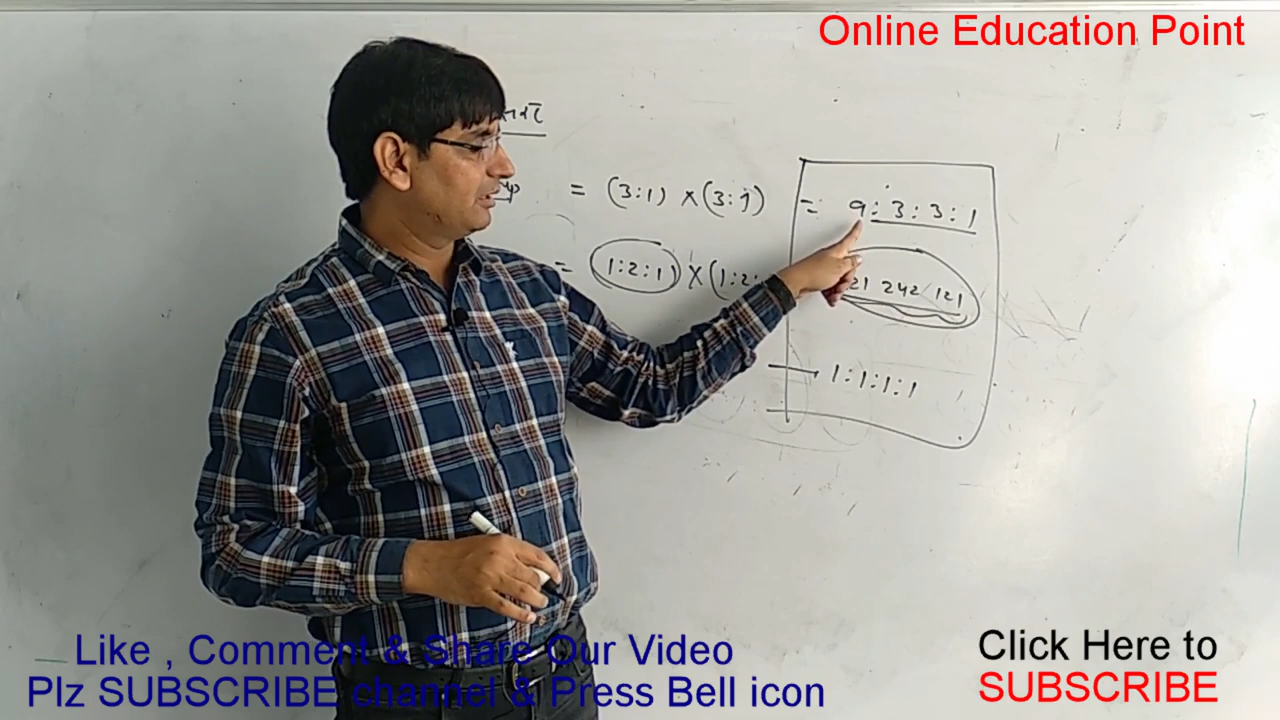 Online Education Point
= (3:1) X (3:1) = 9:3:3:1
= (1:2:1) X (1:2: 21 242 121
1:1:1:1
Like , Comment & Share Our Video
Click Here to
Plz SUBSCRIBE channel & Press Bell icon
SUBSCRIBE